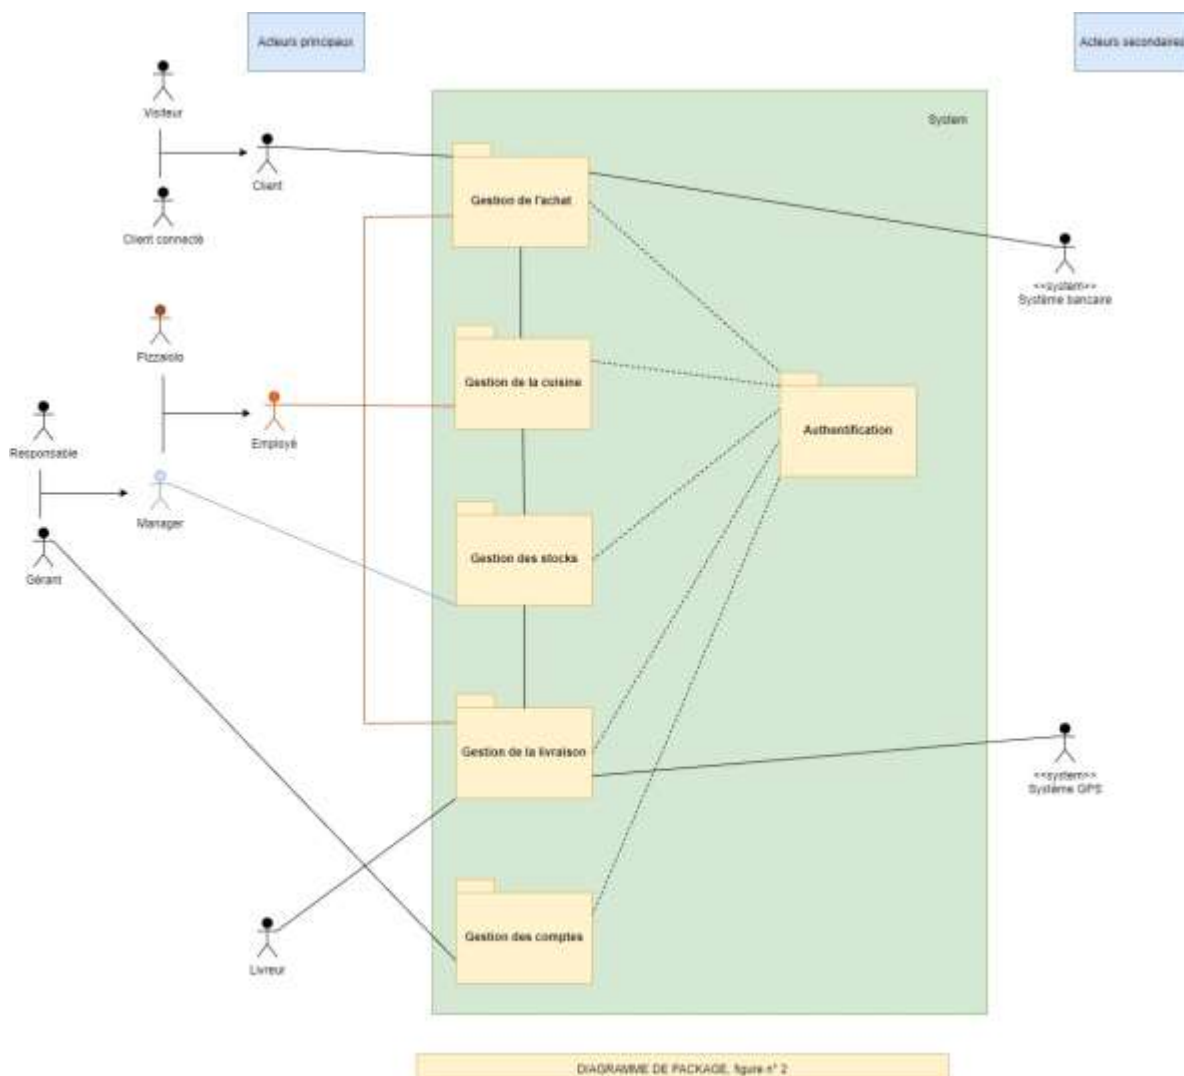 Acteurs principaux
Acteurs secondaires
Visiteur
System
Client
Gestion de l'achat
Client connecté
<<system>>
Système bancaire
Pizzaiolo
Gestion de la cuisine
Authentification
Employé
Responsable
Manager
Gestion des stocks
Gérant
Gestion de la livraison
<<system>>
Système GPS
Gestion des comptes
Livreur
DIAGRAMME DE PACKAGE, figure n° 2